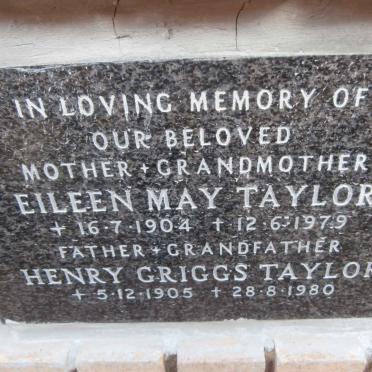 IN LOVING MEMORY OF
OUR BELOVED
MOTHER + GRANDMOTHER
EILEEN MAY TAYLOR
+ 16·7·1904 + 12·6·1979
FATHER + GRANDFATHER
HENRY GRIGGS TAYLOR
+ 5·12·1905 + 28·8·1980